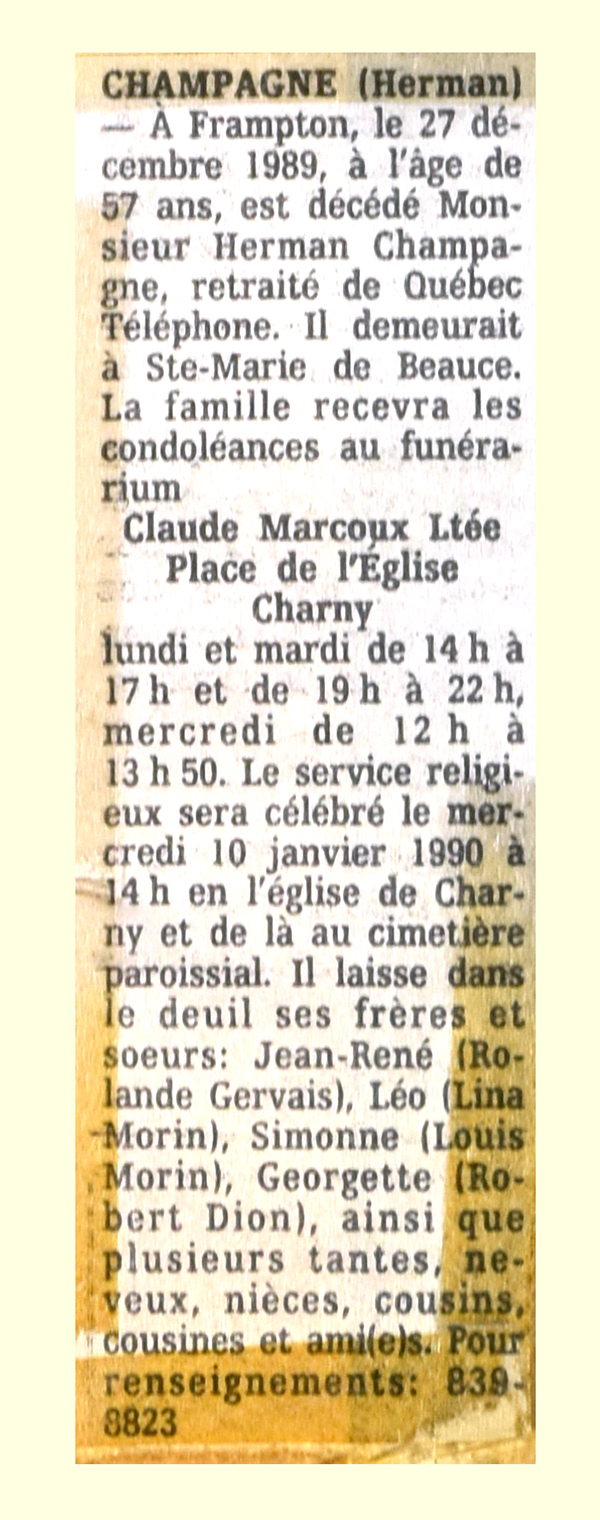 CHAMPAGNE (Herman)
— À Frampton, le 27 dé-
cembre 1989, à l'âge de
57 ans, est décédé Mon-
sieur Herman Champa-
gne, retraité de Québec
Téléphone. Il demeurait
à Ste-Marie de Beauce.
La famille recevra les
condoléances au funéra-
rium
Claude Marcoux Ltée
Place de l'Église
Charny
lundi et mardi de 14 h à
17 h et de 19 h à 22 h,
mercredi de 12 h à
13 h 50. Le service religi-
eux sera célébré le mer-
credi 10 janvier 1990 à
14 h en l'église de Char-
ny et de là au cimetière
paroissial. Il laisse dans
le deuil ses frères et
soeurs: Jean-René (Ro-
lande Gervais), Léo (Lina
Morin), Simonne (Louis
Morin), Georgette (Ro-
bert Dion), ainsi que
plusieurs tantes, ne-
veux, nièces, cousins,
cousines et ami(e)s. Pour
renseignements: 839-
8823